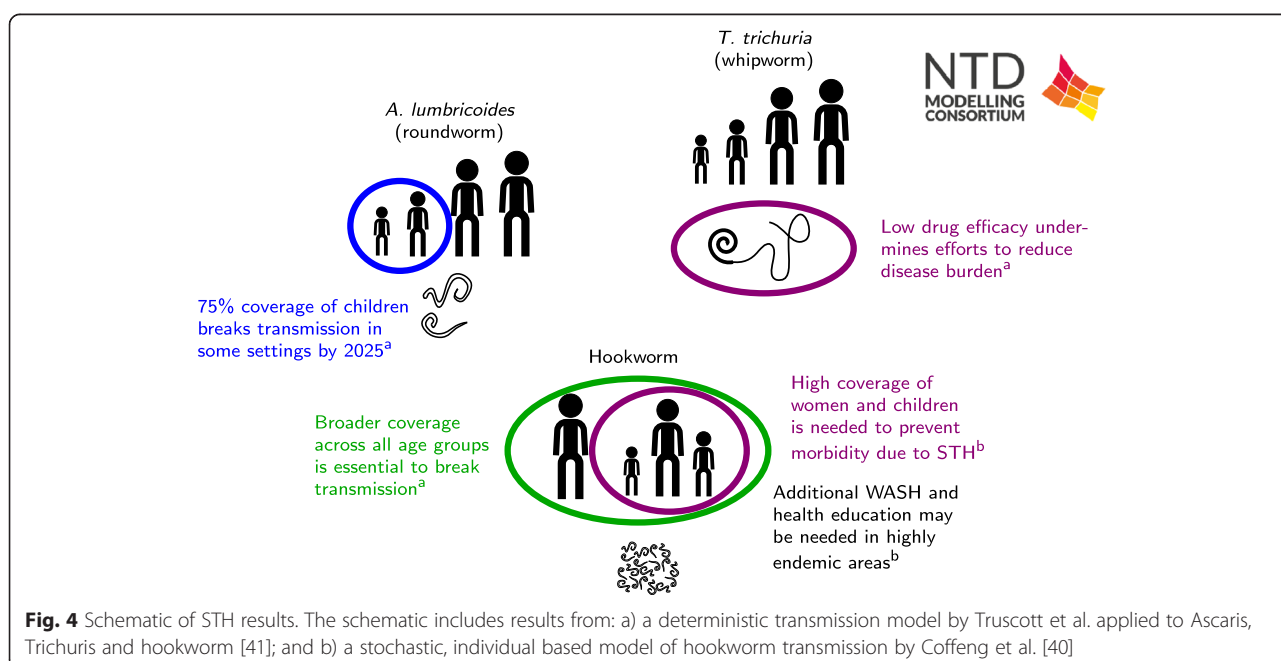 T. trichuria
(whipworm)
NTD
MODELLING
CONSORTIUM
A. lumbricoides
(roundworm)
Low drug efficacy under-
mines efforts to reduce
disease burdenᵃ
75% coverage of children
breaks transmission in
some settings by 2025ᵃ
Hookworm
High coverage of
women and children
is needed to prevent
morbidity due to STHᵇ
Broader coverage
across all age groups
is essential to break
transmissionᵃ
Additional WASH and
health education may
be needed in highly
endemic areasᵇ
Fig. 4 Schematic of STH results. The schematic includes results from: a) a deterministic transmission model by Truscott et al. applied to Ascaris,
Trichuris and hookworm [41]; and b) a stochastic, individual based model of hookworm transmission by Coffeng et al. [40]